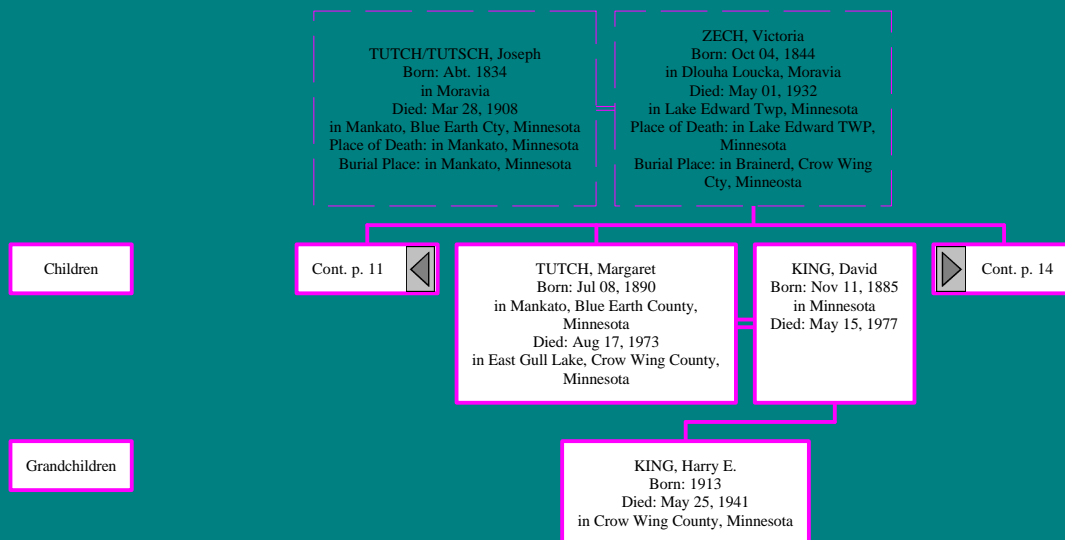 TUTCH/TUTSCH, Joseph
Born: Abt. 1834
in Moravia
Died: Mar 28, 1908
in Mankato, Blue Earth Cty, Minnesota
Place of Death: in Mankato, Minnesota
Burial Place: in Mankato, Minnesota
ZECH, Victoria
Born: Oct 04, 1844
in Dlouha Loucka, Moravia
Died: May 01, 1932
in Lake Edward Twp, Minnesota
Place of Death: in Lake Edward TWP,
Minnesota
Burial Place: in Brainerd, Crow Wing
Cty, Minneosta
Children
Cont. p. 11
TUTCH, Margaret
Born: Jul 08, 1890
in Mankato, Blue Earth County,
Minnesota
Died: Aug 17, 1973
in East Gull Lake, Crow Wing County,
Minnesota
KING, David
Born: Nov 11, 1885
in Minnesota
Died: May 15, 1977
Cont. p. 14
Grandchildren
KING, Harry E.
Born: 1913
Died: May 25, 1941
in Crow Wing County, Minnesota